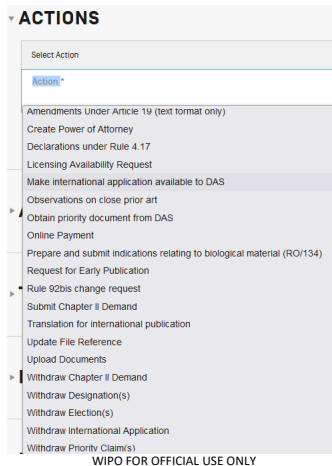 ACTIONS
Select Action
Action *
Amendments Under Article 19 (text format only)
Create Power of Attorney
Declarations under Rule 4.17
Licensing Availability Request
Make international application available to DAS
Observations on close prior art
Obtain priority document from DAS
Online Payment
Prepare and submit indications relating to biological material (RO/134)
Request for Early Publication
Rule 92bis change request
Submit Chapter II Demand
Translation for international publication
Update File Reference
Upload Documents
Withdraw Chapter II Demand
Withdraw Designation(s)
Withdraw Election(s)
Withdraw International Application
Withdraw Priority Claim(s)
WIPO FOR OFFICIAL USE ONLY